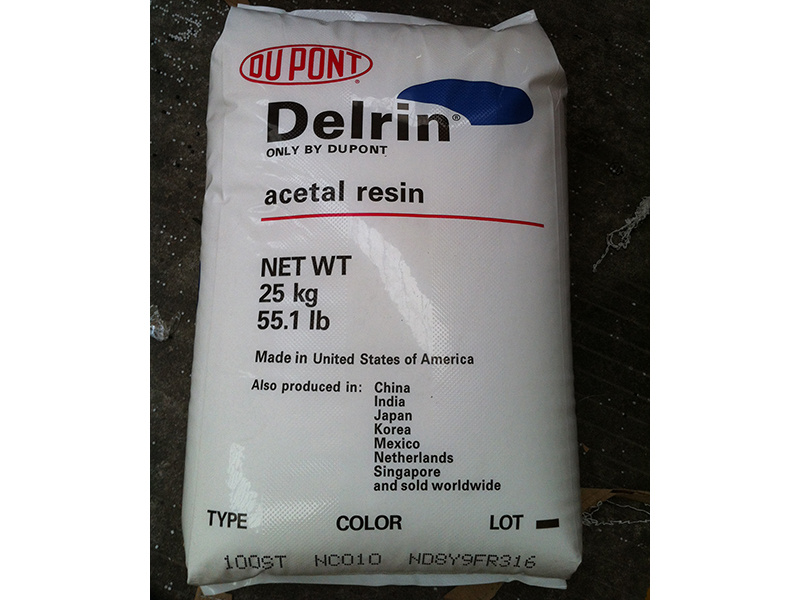 DU PONT®
Delrin®
ONLY BY DUPONT
acetal resin
NET WT
25 kg
55.1 lb
Made in United States of America
Also produced in: China
India
Japan
Korea
Mexico
Netherlands
Singapore
and sold worldwide
TYPE COLOR LOT
100ST NC010 ND8Y9FR316